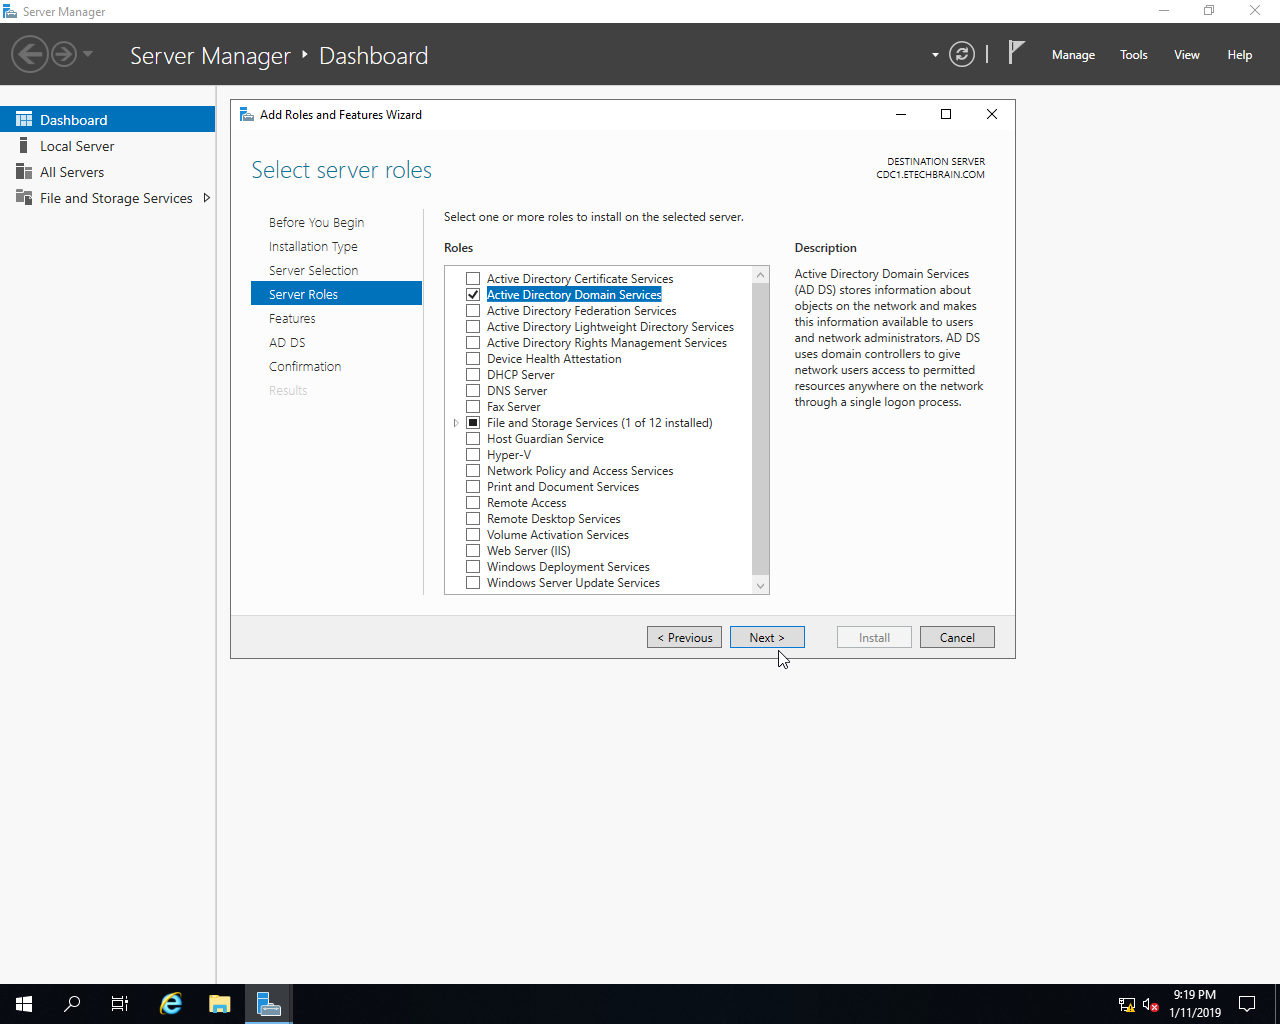 Server Manager
Server Manager ‣ Dashboard
Manage
Tools
View
Help
Dashboard
Local Server
All Servers
File and Storage Services
Add Roles and Features Wizard
Select server roles
DESTINATION SERVER
CDC1.ETECHBRAIN.COM
Before You Begin
Installation Type
Server Selection
Server Roles
Features
AD DS
Confirmation
Results
Select one or more roles to install on the selected server.
Roles
Active Directory Certificate Services
Active Directory Domain Services
Active Directory Federation Services
Active Directory Lightweight Directory Services
Active Directory Rights Management Services
Device Health Attestation
DHCP Server
DNS Server
Fax Server
File and Storage Services (1 of 12 installed)
Host Guardian Service
Hyper-V
Network Policy and Access Services
Print and Document Services
Remote Access
Remote Desktop Services
Volume Activation Services
Web Server (IIS)
Windows Deployment Services
Windows Server Update Services
Description
Active Directory Domain Services
(AD DS) stores information about
objects on the network and makes
this information available to users
and network administrators. AD DS
uses domain controllers to give
network users access to permitted
resources anywhere on the network
through a single logon process.
< Previous
Next >
Install
Cancel
9:19 PM
1/11/2019